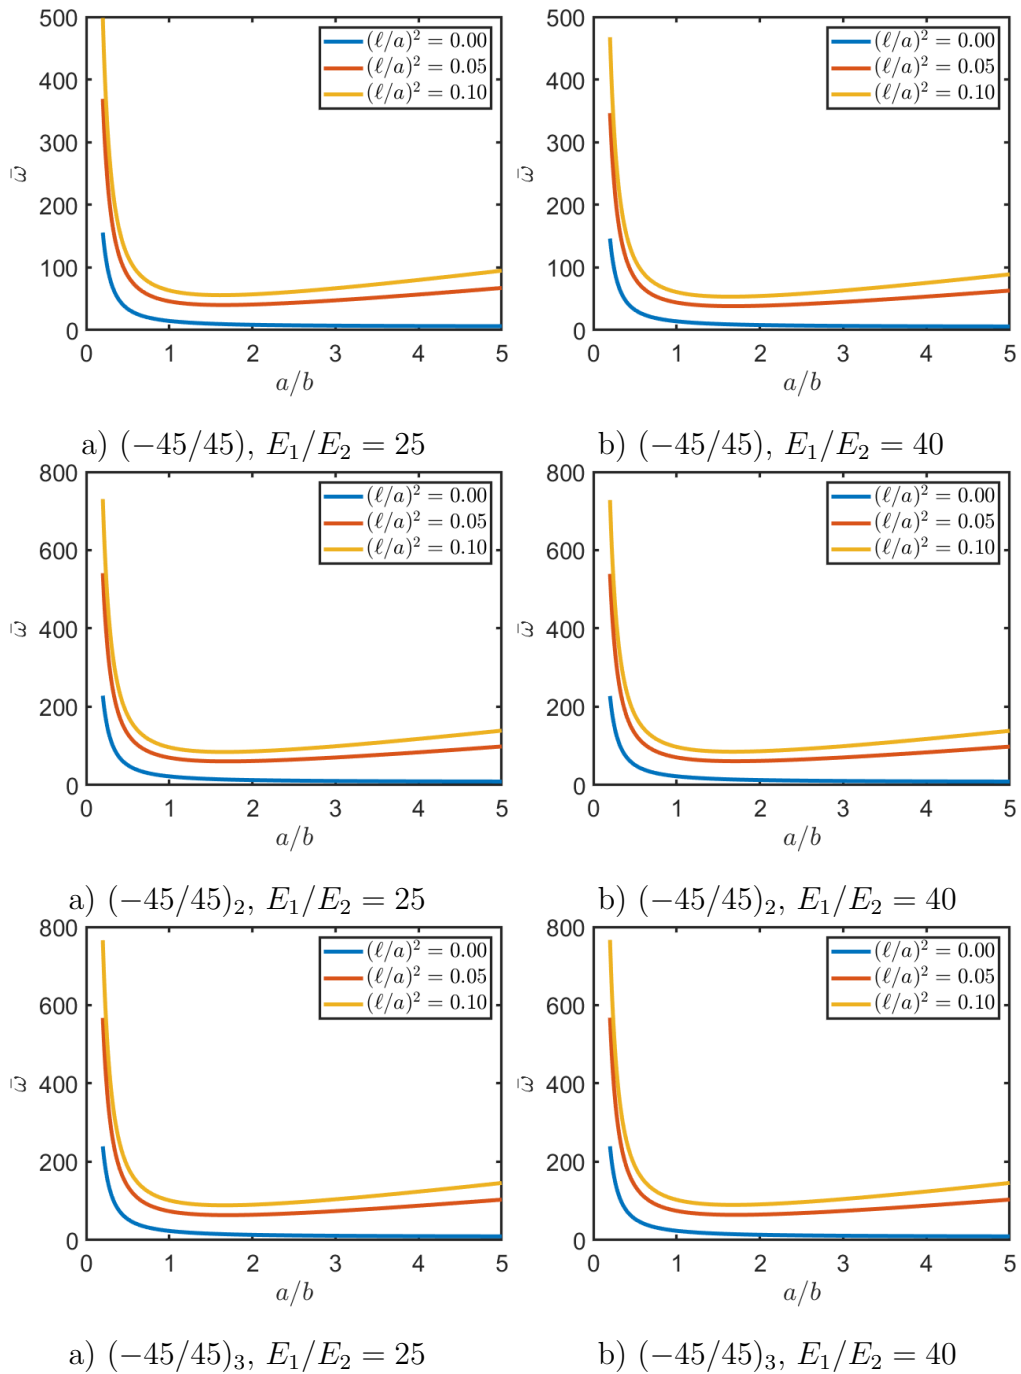 500
400
300
200
100
0
ω̄
0 1 2 3 4 5
a/b
(ℓ/a)² = 0.00
(ℓ/a)² = 0.05
(ℓ/a)² = 0.10
a) (−45/45), E₁/E₂ = 25
500
400
300
200
100
0
ω̄
0 1 2 3 4 5
a/b
(ℓ/a)² = 0.00
(ℓ/a)² = 0.05
(ℓ/a)² = 0.10
b) (−45/45), E₁/E₂ = 40
800
600
400
200
0
ω̄
0 1 2 3 4 5
a/b
(ℓ/a)² = 0.00
(ℓ/a)² = 0.05
(ℓ/a)² = 0.10
a) (−45/45)₂, E₁/E₂ = 25
800
600
400
200
0
ω̄
0 1 2 3 4 5
a/b
(ℓ/a)² = 0.00
(ℓ/a)² = 0.05
(ℓ/a)² = 0.10
b) (−45/45)₂, E₁/E₂ = 40
800
600
400
200
0
ω̄
0 1 2 3 4 5
a/b
(ℓ/a)² = 0.00
(ℓ/a)² = 0.05
(ℓ/a)² = 0.10
a) (−45/45)₃, E₁/E₂ = 25
800
600
400
200
0
ω̄
0 1 2 3 4 5
a/b
(ℓ/a)² = 0.00
(ℓ/a)² = 0.05
(ℓ/a)² = 0.10
b) (−45/45)₃, E₁/E₂ = 40